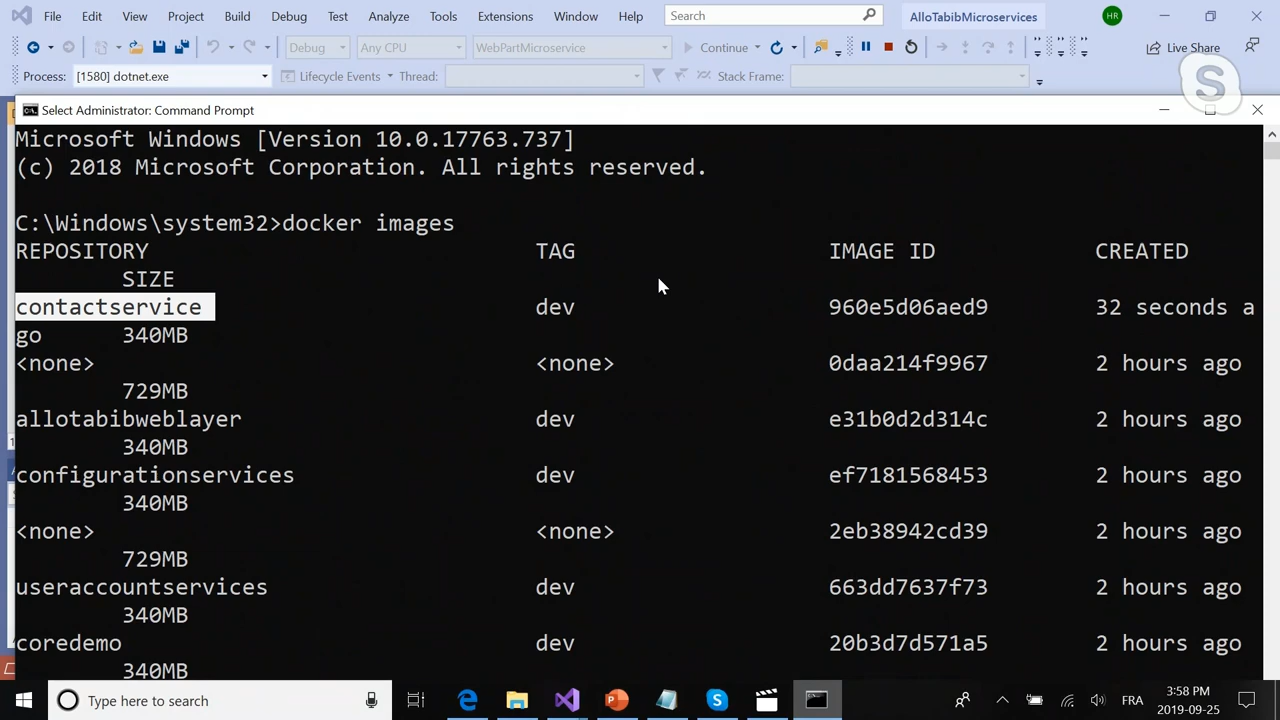 File Edit View Project Build Debug Test Analyze Tools Extensions Window Help Search AlloTabibMicroservices HR
Debug Any CPU WebPartMicroservice Continue Live Share
Process: [1580] dotnet.exe Lifecycle Events Thread: Stack Frame:
S
Select Administrator: Command Prompt
Microsoft Windows [Version 10.0.17763.737]
(c) 2018 Microsoft Corporation. All rights reserved.
C:\Windows\system32>docker images
REPOSITORY TAG IMAGE ID CREATED
SIZE
contactservice dev 960e5d06aed9 32 seconds a
go 340MB
<none> <none> 0daa214f9967 2 hours ago
729MB
allotabibweblayer dev e31b0d2d314c 2 hours ago
340MB
configurationservices dev ef7181568453 2 hours ago
340MB
<none> <none> 2eb38942cd39 2 hours ago
729MB
useraccountservices dev 663dd7637f73 2 hours ago
340MB
coredemo dev 20b3d7d571a5 2 hours ago
340MB
Type here to search FRA 3:58 PM
2019-09-25